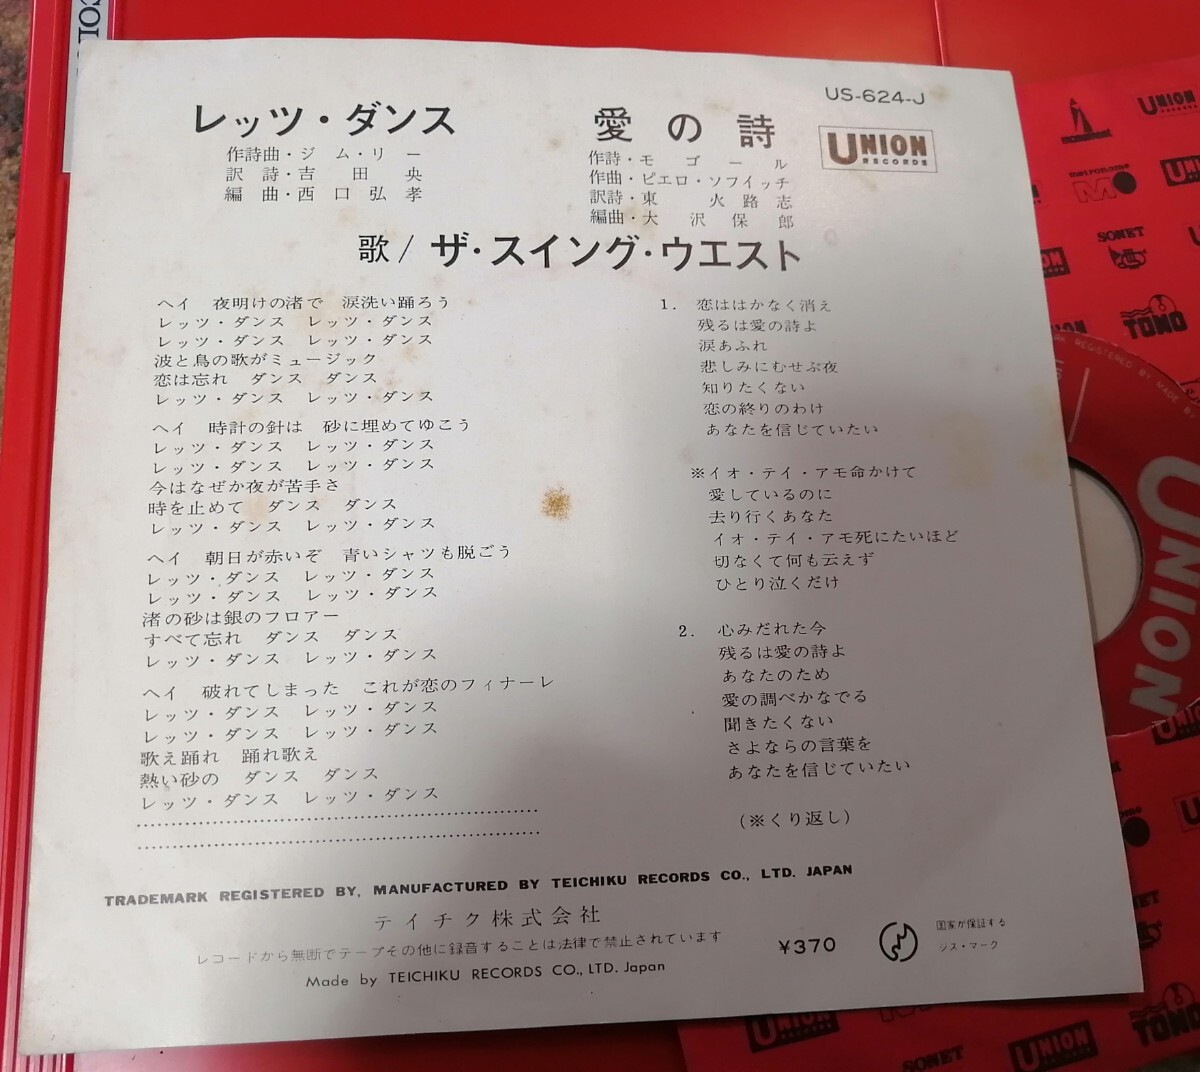 US-624-J
UNION
RECORDS
レッツ・ダンス
作詩曲・ジム・リー
訳詩・吉田央
編曲・西口弘孝
愛の詩
作詩・モゴール
作曲・ピエロ・ソフィッチ
訳詩・東火路志
編曲・大沢保郎
歌/ザ・スイング・ウエスト
ヘイ 夜明けの渚で 涙洗い踊ろう
レッツ・ダンス レッツ・ダンス
レッツ・ダンス レッツ・ダンス
波と鳥の歌がミュージック
恋は忘れ ダンス ダンス
レッツ・ダンス レッツ・ダンス
ヘイ 時計の針は 砂に埋めてゆこう
レッツ・ダンス レッツ・ダンス
レッツ・ダンス レッツ・ダンス
今はなぜか夜が苦手さ
時を止めて ダンス ダンス
レッツ・ダンス レッツ・ダンス
ヘイ 朝日が赤いぞ 青いシャツも脱ごう
レッツ・ダンス レッツ・ダンス
レッツ・ダンス レッツ・ダンス
渚の砂は銀のフロアー
すべて忘れ ダンス ダンス
レッツ・ダンス レッツ・ダンス
ヘイ 破れてしまった これが恋のフィナーレ
レッツ・ダンス レッツ・ダンス
レッツ・ダンス レッツ・ダンス
歌え踊れ 踊れ歌え
熱い砂の ダンス ダンス
レッツ・ダンス レッツ・ダンス
1. 恋ははかなく消え
残るは愛の詩よ
涙あふれ
悲しみにむせぶ夜
知りたくない
恋の終りのわけ
あなたを信じていたい
※イオ・テイ・アモ命かけて
愛しているのに
去り行くあなた
イオ・テイ・アモ死にたいほど
切なくて何も云えず
ひとり泣くだけ
2. 心みだれた今
残るは愛の詩よ
あなたのため
愛の調べかなでる
聞きたくない
さよならの言葉を
あなたを信じていたい
(※くり返し)
TRADEMARK REGISTERED BY, MANUFACTURED BY TEICHIKU RECORDS CO., LTD. JAPAN
テイチク株式会社
レコードから無断でテープその他に録音することは法律で禁止されています
Made by TEICHIKU RECORDS CO., LTD. Japan
¥370
国家が保証する
ジス・マーク
UNION
metronome
SONET
TONO
UNION
UNION
SONET
UNION
TONO